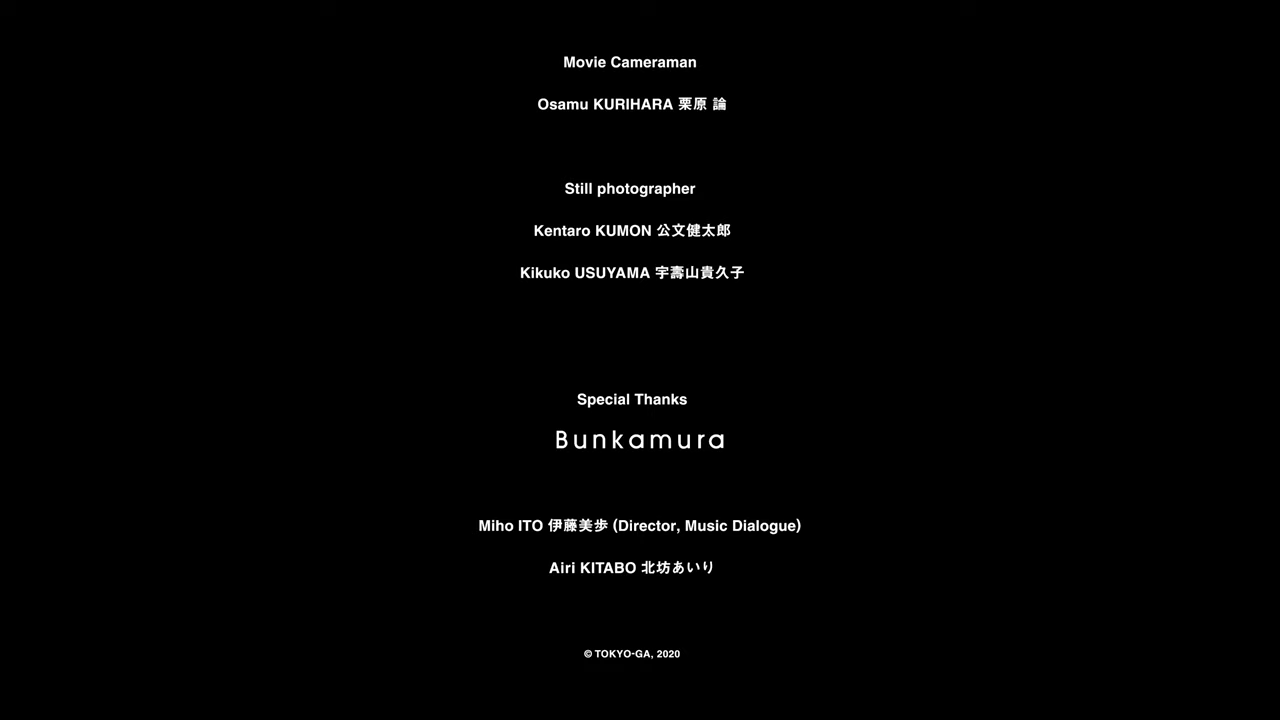 Movie Cameraman
Osamu KURIHARA 栗原 論
Still photographer
Kentaro KUMON 公文健太郎
Kikuko USUYAMA 宇壽山貴久子
Special Thanks
Bunkamura
Miho ITO 伊藤美歩 (Director, Music Dialogue)
Airi KITABO 北坊あいり
© TOKYO-GA, 2020